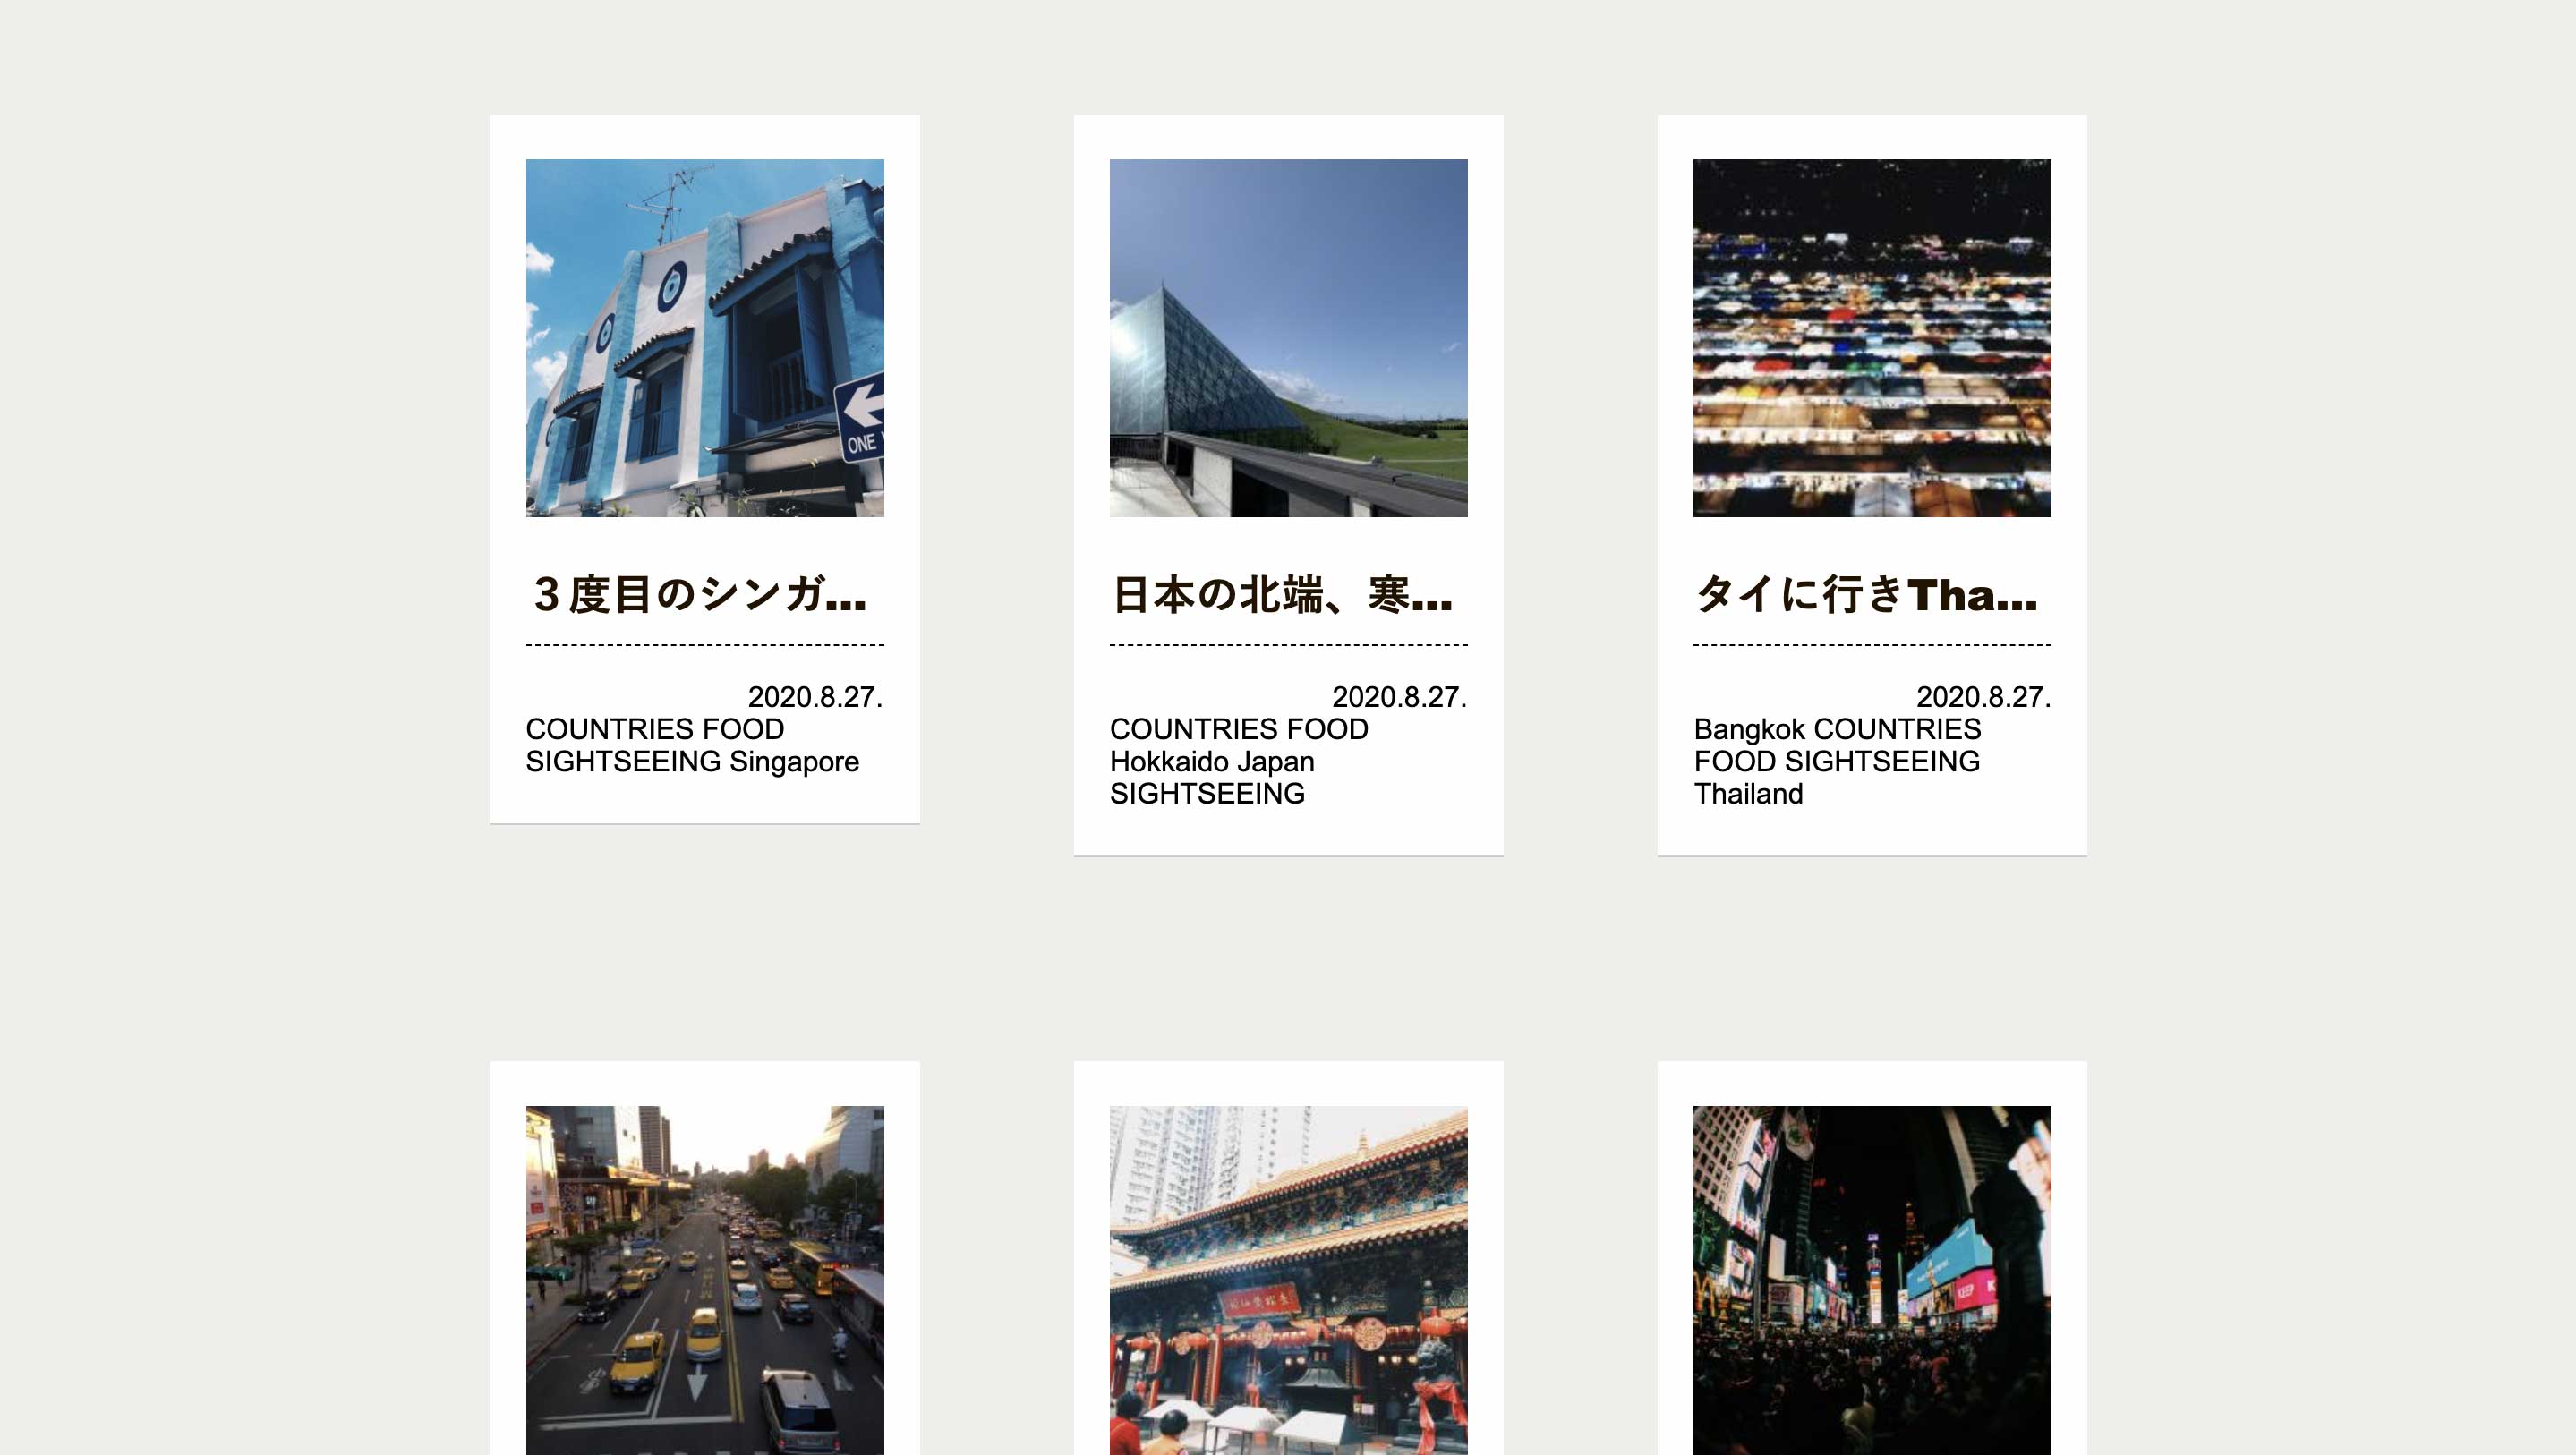 ONE
３度目のシンガ...
2020.8.27.
COUNTRIES FOOD
SIGHTSEEING Singapore
日本の北端、寒...
2020.8.27.
COUNTRIES FOOD
Hokkaido Japan
SIGHTSEEING
タイに行きTha...
2020.8.27.
Bangkok COUNTRIES
FOOD SIGHTSEEING
Thailand
KEEP